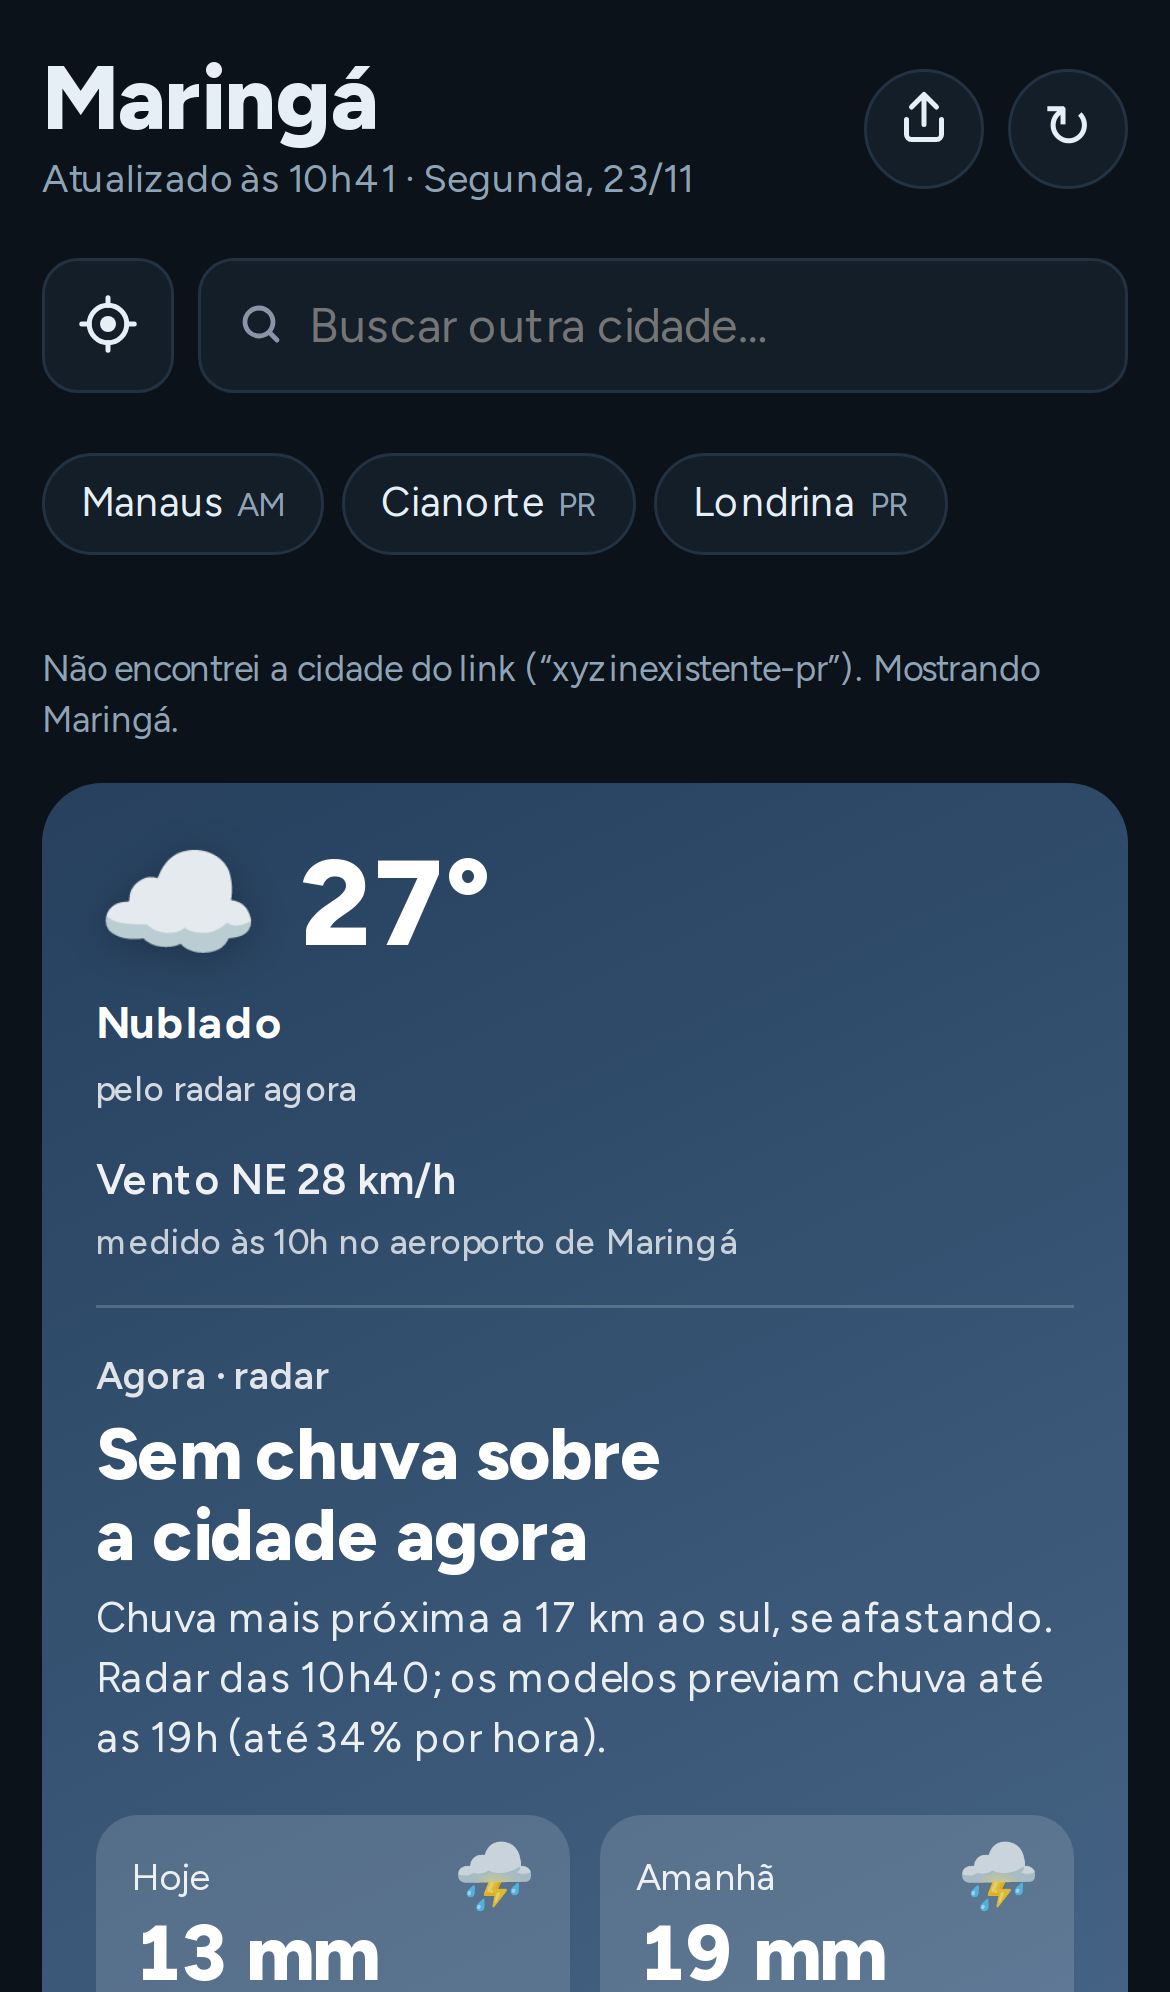 Maringá
Atualizado às 10h41 · Segunda, 23/11
Buscar outra cidade...
Manaus AM
Cianorte PR
Londrina PR
Não encontrei a cidade do link (“xyzinexistente-pr”). Mostrando
Maringá.
27°
Nublado
pelo radar agora
Vento NE 28 km/h
medido às 10h no aeroporto de Maringá
Agora · radar
Sem chuva sobre
a cidade agora
Chuva mais próxima a 17 km ao sul, se afastando.
Radar das 10h40; os modelos previam chuva até
as 19h (até 34% por hora).
Hoje
13 mm
Amanhã
19 mm